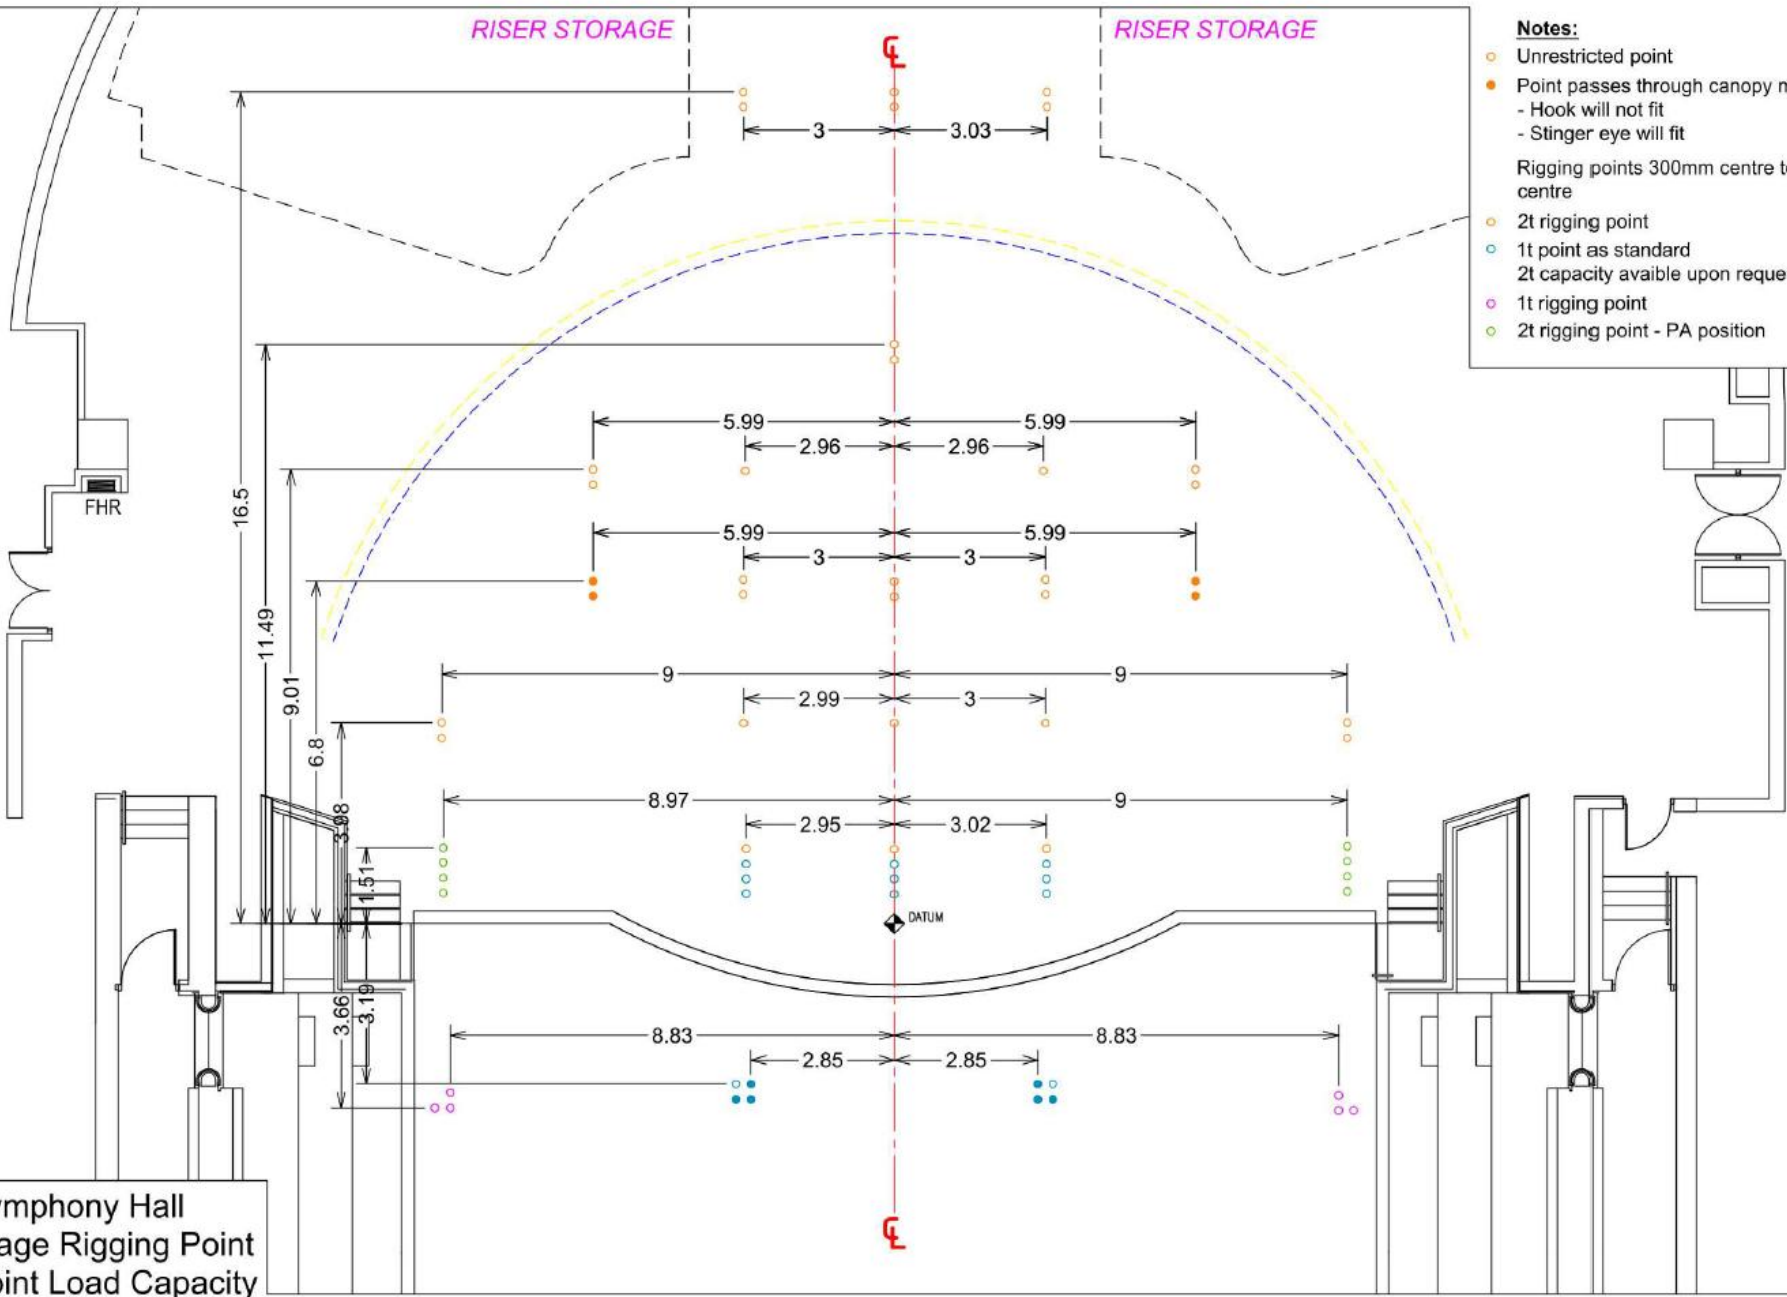 RISER STORAGE
RISER STORAGE
Notes:
Unrestricted point
Point passes through canopy
- Hook will not fit
- Stinger eye will fit
Rigging points 300mm centre
centre
2t rigging point
1t point as standard
2t capacity avaible upon
1t rigging point
2t rigging point - PA position
3
3.03
5.99
5.99
2.96
2.96
16.5
FHR
5.99
5.99
3
3
11.49
9.01
9
9
2.99
3
6.8
8.97
9
3.98
2.95
3.02
1.51
DATUM
3.66
3.19
8.83
8.83
2.85
2.85
Hall
Rigging Point
Load Capacity